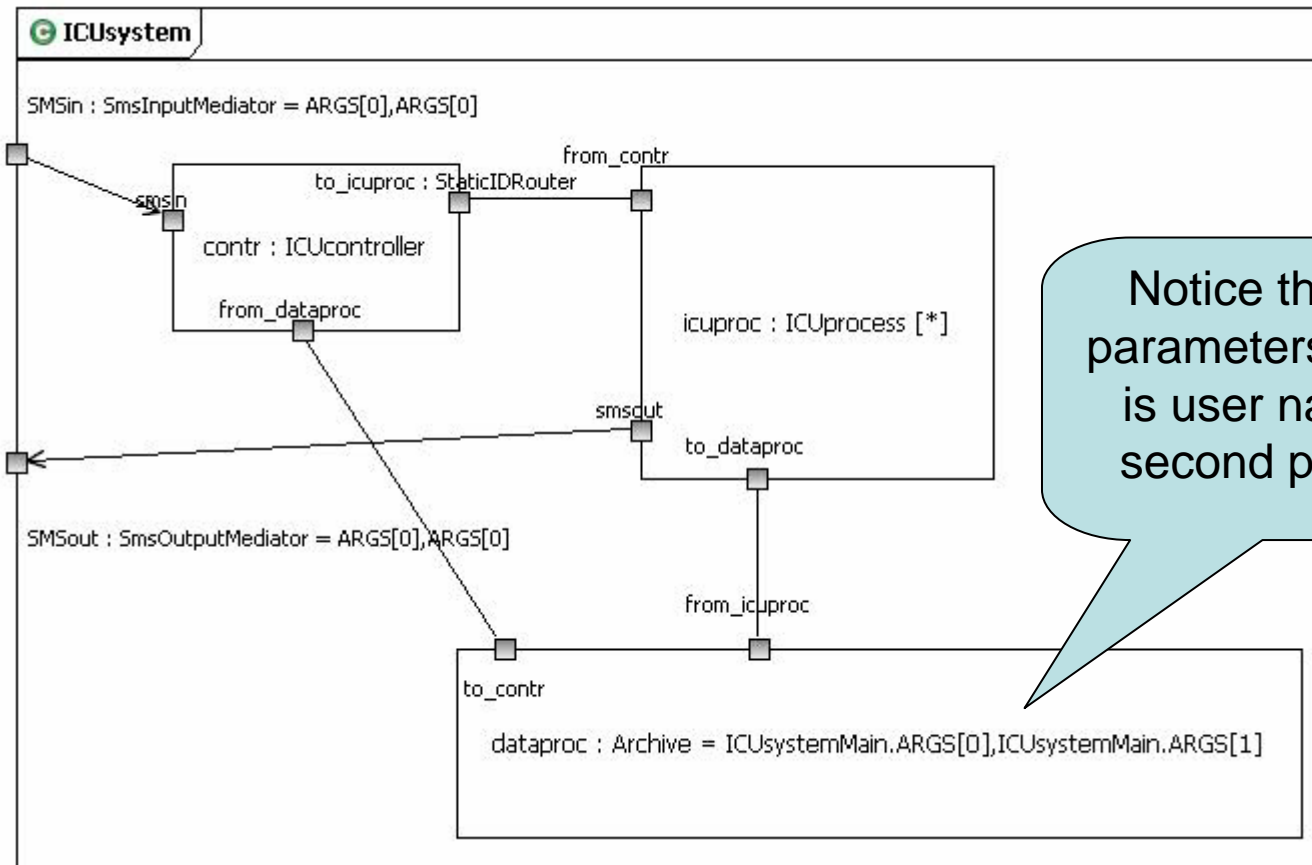 ICUsystem
SMSin : SmsInputMediator = ARGS[0],ARGS[0]
from_contr
to_icuproc : StaticIDRouter
smsin
contr : ICUcontroller
from_dataproc
icuproc : ICUprocess [*]
smsout
to_dataproc
SMSout : SmsOutputMediator = ARGS[0],ARGS[0]
from_icuproc
to_contr
dataproc : Archive = ICUsystemMain.ARGS[0],ICUsystemMain.ARGS[1]
Notice th
parameters
is user na
second p